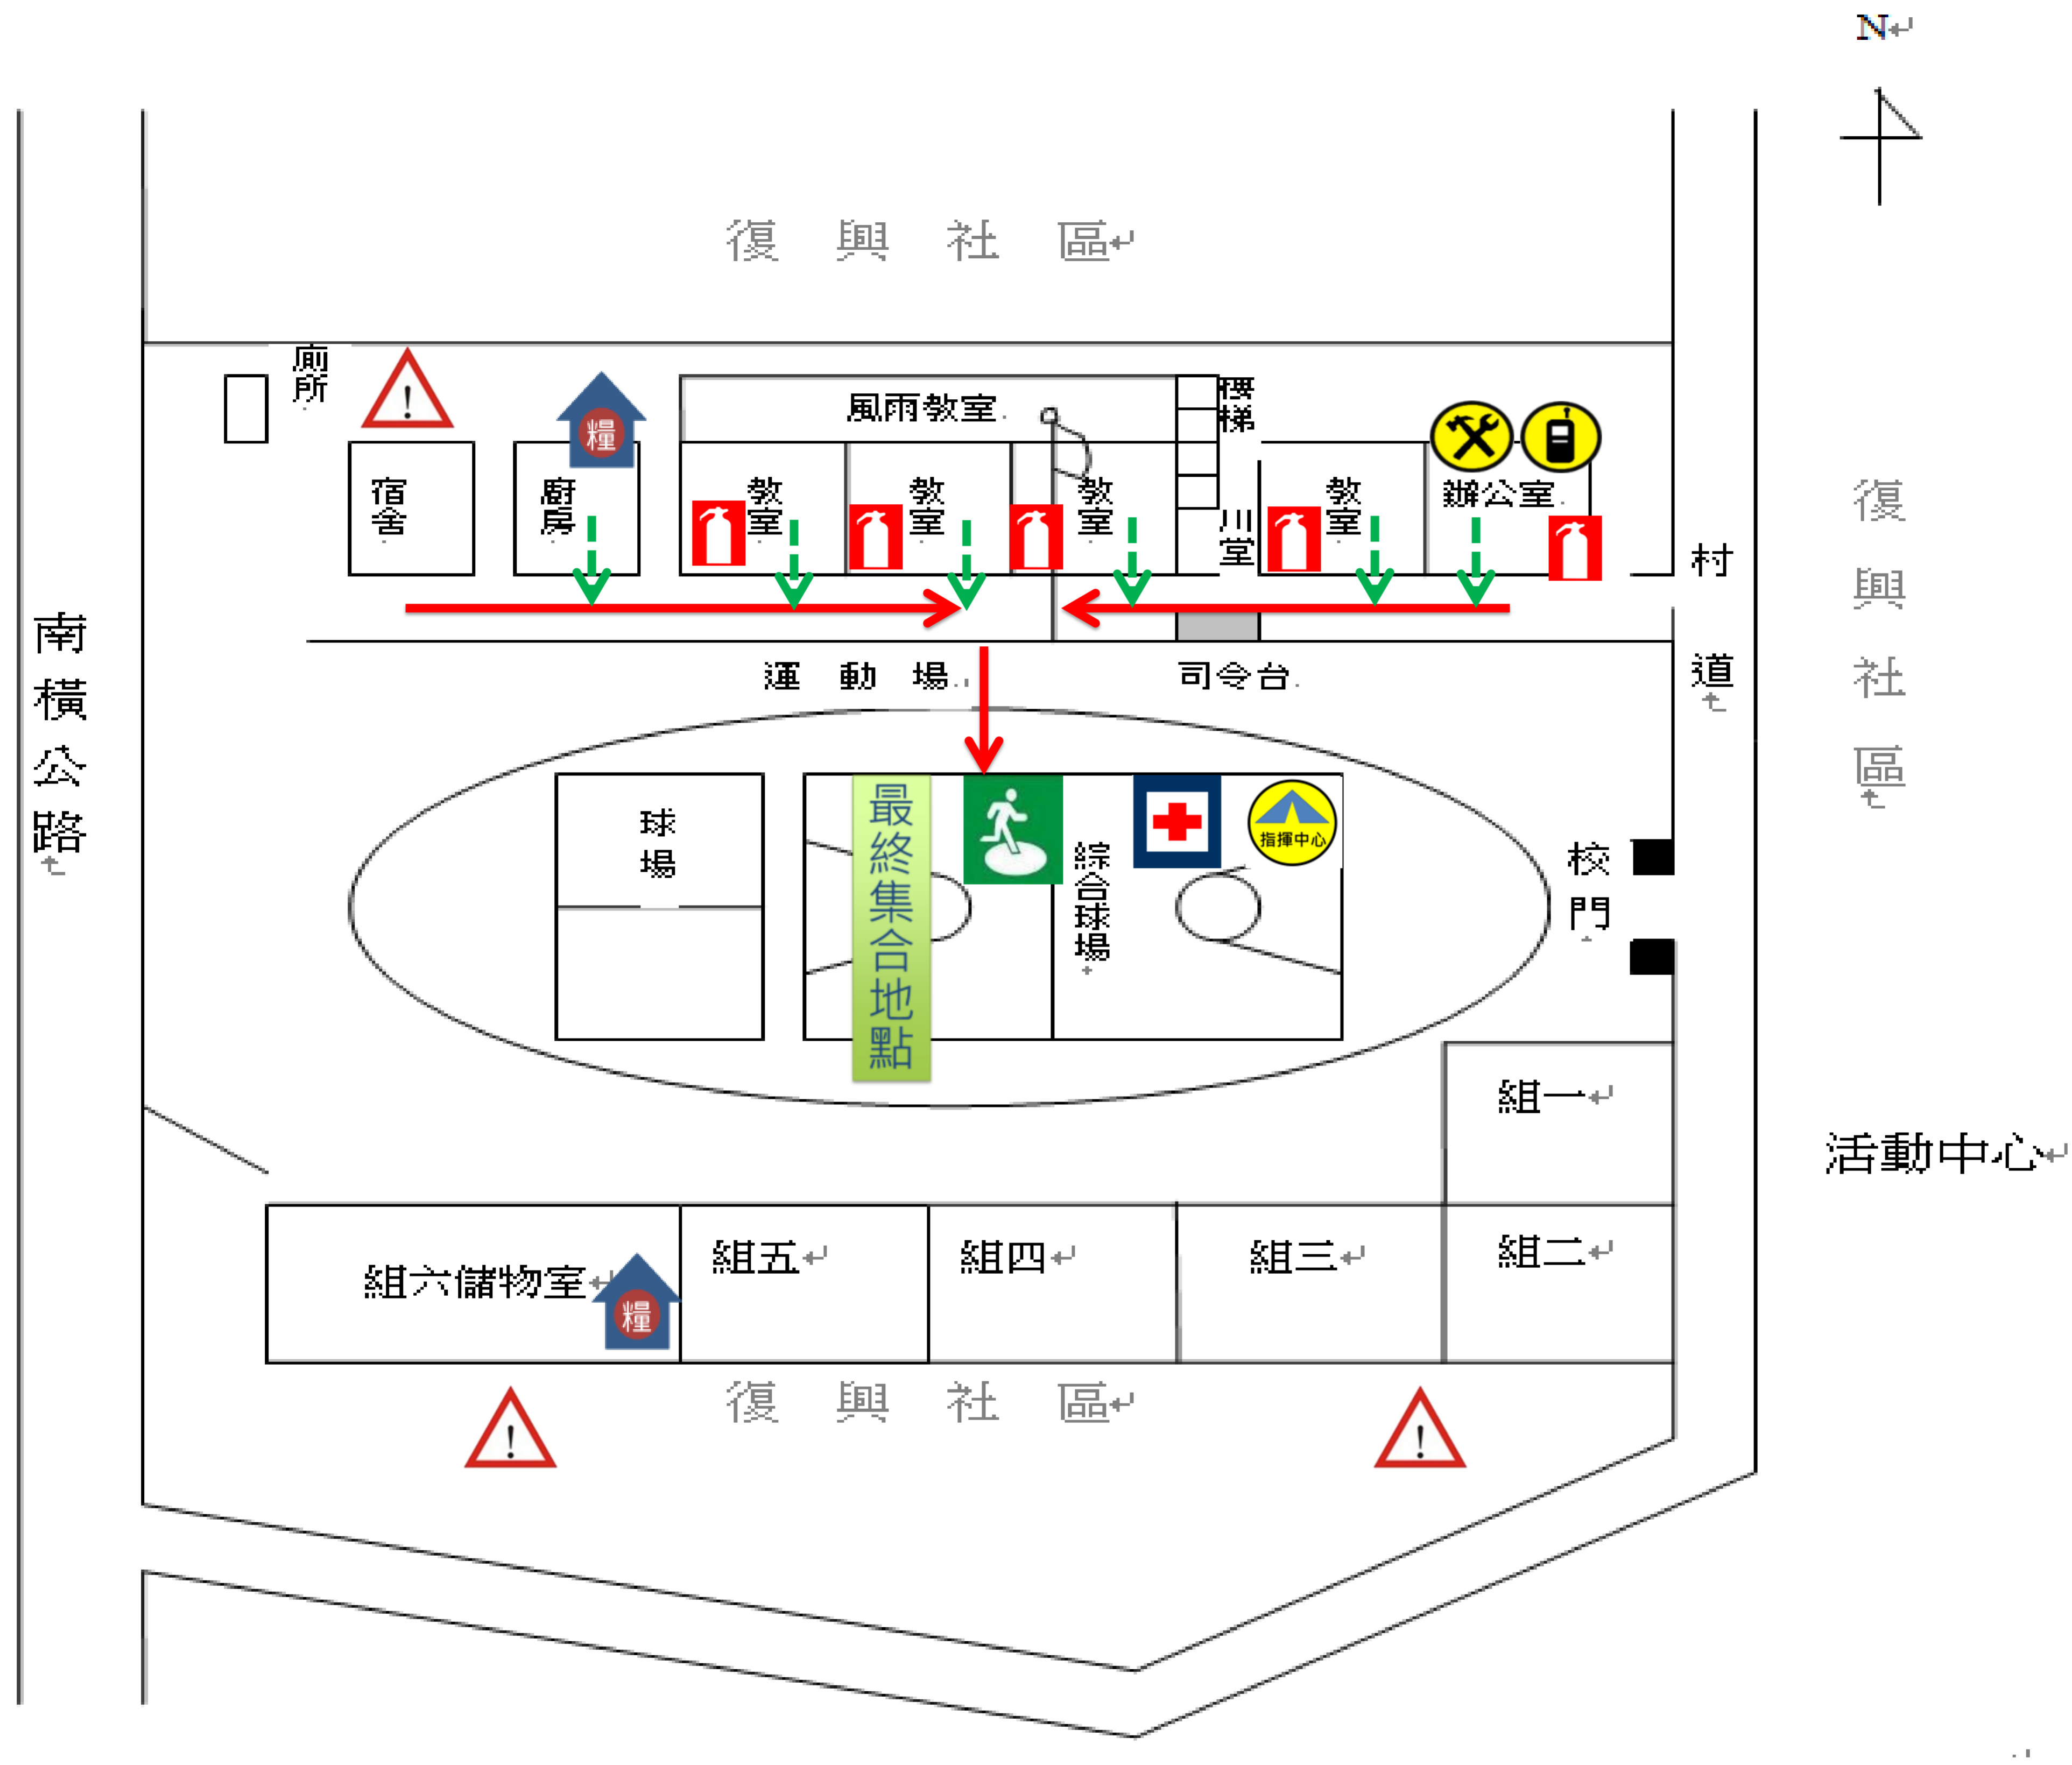 N
復興社區
廁所
風雨教室
樓梯
糧
宿舍
廚房
教室
教室
教室
川堂
教室
辦公室
村道
復興社區
南橫公路
運動場
司令台
球場
最終集合地點
綜合球場
指揮中心
校門
組一
活動中心
組六儲物室
糧
組五
組四
組三
組二
復興社區